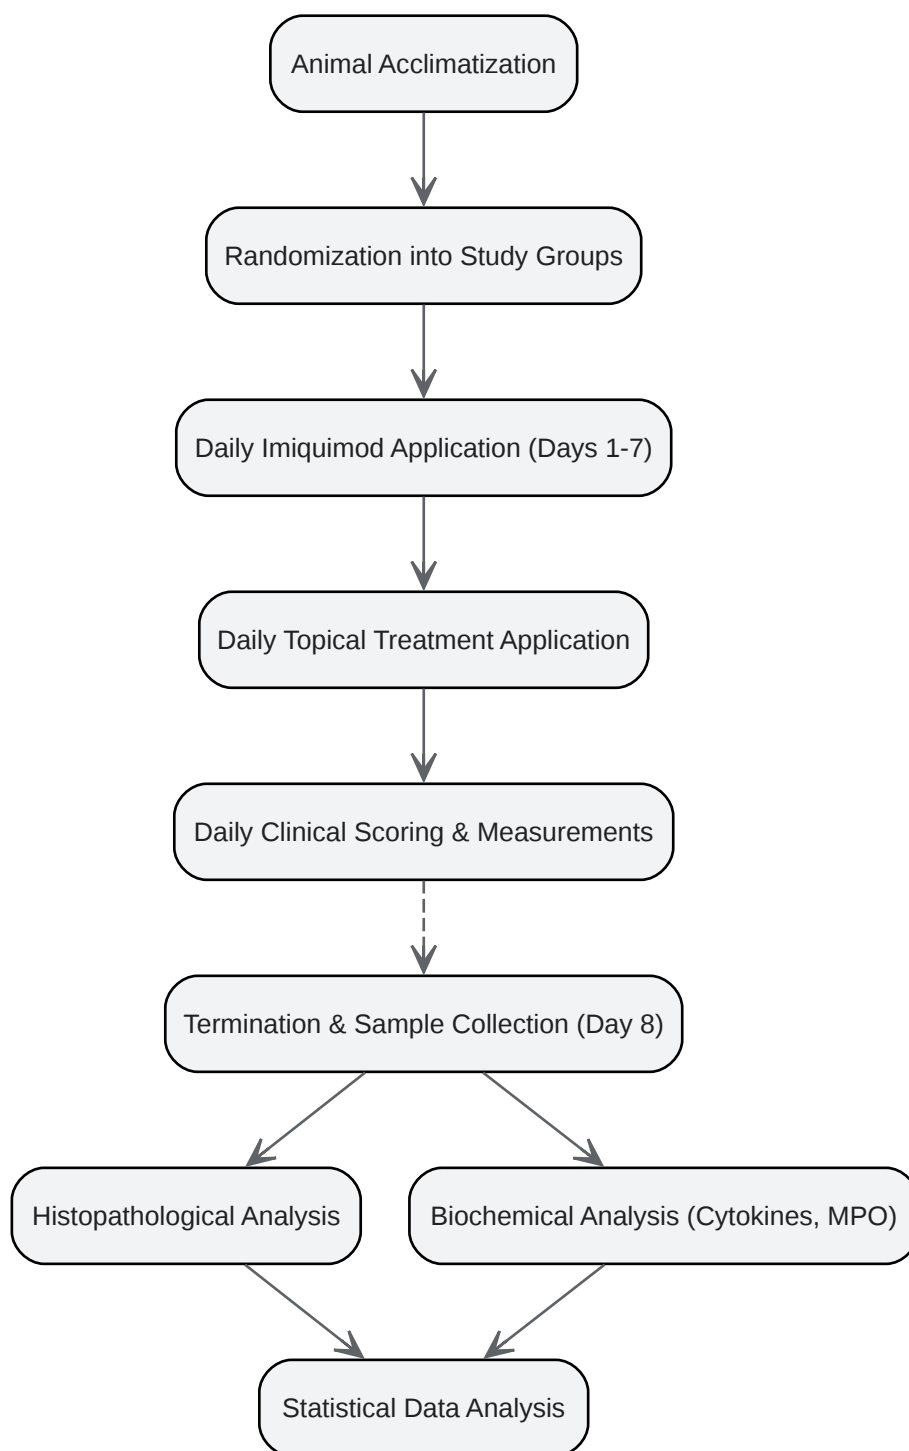 Animal Acclimatization
Randomization into Study Groups
Daily Imiquimod Application (Days 1-7)
Daily Topical Treatment Application
Daily Clinical Scoring & Measurements
Termination & Sample Collection (Day 8)
Histopathological Analysis
Biochemical Analysis (Cytokines, MPO)
Statistical Data Analysis